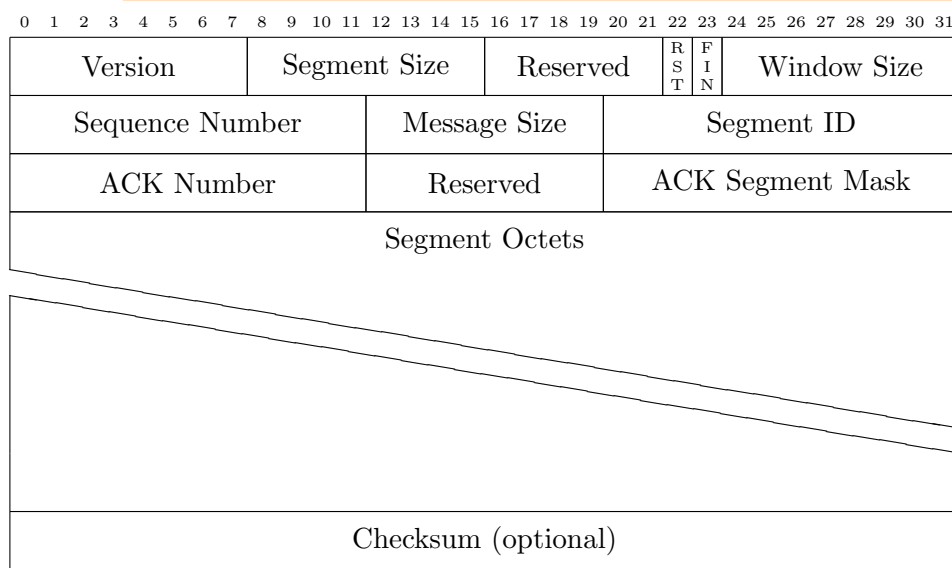 0 1 2 3 4 5 6 7 8 9 10 11 12 13 14 15 16 17 18 19 20 21 22 23 24 25 26 27 28 29 30 31
Version Segment Size Reserved RST FIN Window Size
Sequence Number Message Size Segment ID
ACK Number Reserved ACK Segment Mask
Segment Octets
Checksum (optional)